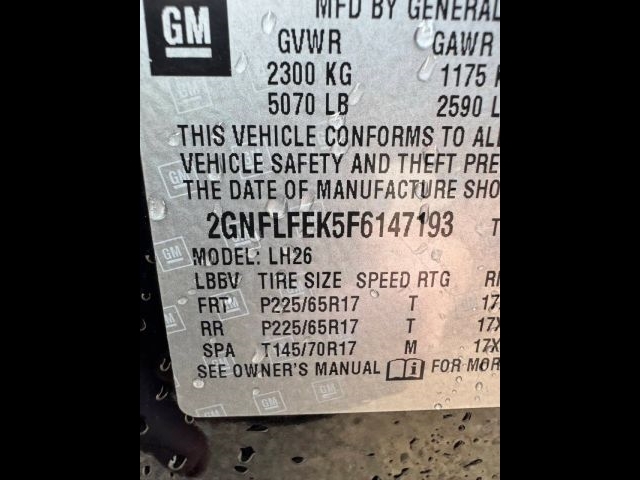 GM
MFD BY GENERAL
GVWR GAWR
2300 KG 1175
5070 LB 2590 L
THIS VEHICLE CONFORMS TO AL
VEHICLE SAFETY AND THEFT PRE
THE DATE OF MANUFACTURE SHO
2GNFLFEK5F6147193 T
MODEL: LH26
LBBV TIRE SIZE SPEED RTG RI
FRT P225/65R17 T 17X
RR P225/65R17 T 17X
SPA T145/70R17 M 17X
SEE OWNER'S MANUAL i FOR MOR